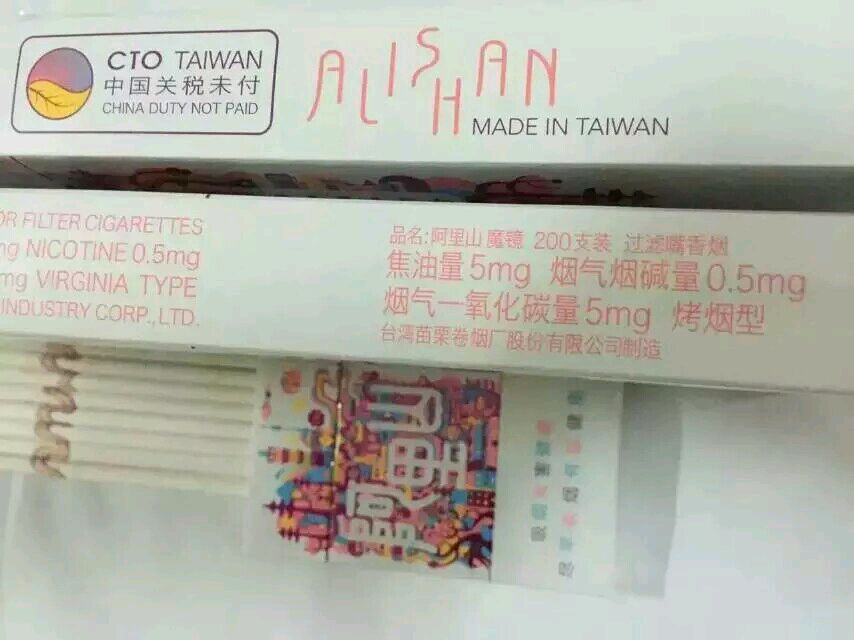 CTO TAIWAN
中国关税未付
CHINA DUTY NOT PAID
ALISHAN
MADE IN TAIWAN
OR FILTER CIGARETTES
mg NICOTINE 0.5mg
mg VIRGINIA TYPE
INDUSTRY CORP., LTD.
品名:阿里山魔镜 200支装 过滤嘴香烟
焦油量5mg 烟气烟碱量0.5mg
烟气一氧化碳量5mg 烤烟型
台湾苗栗卷烟厂股份有限公司制造
阿里山